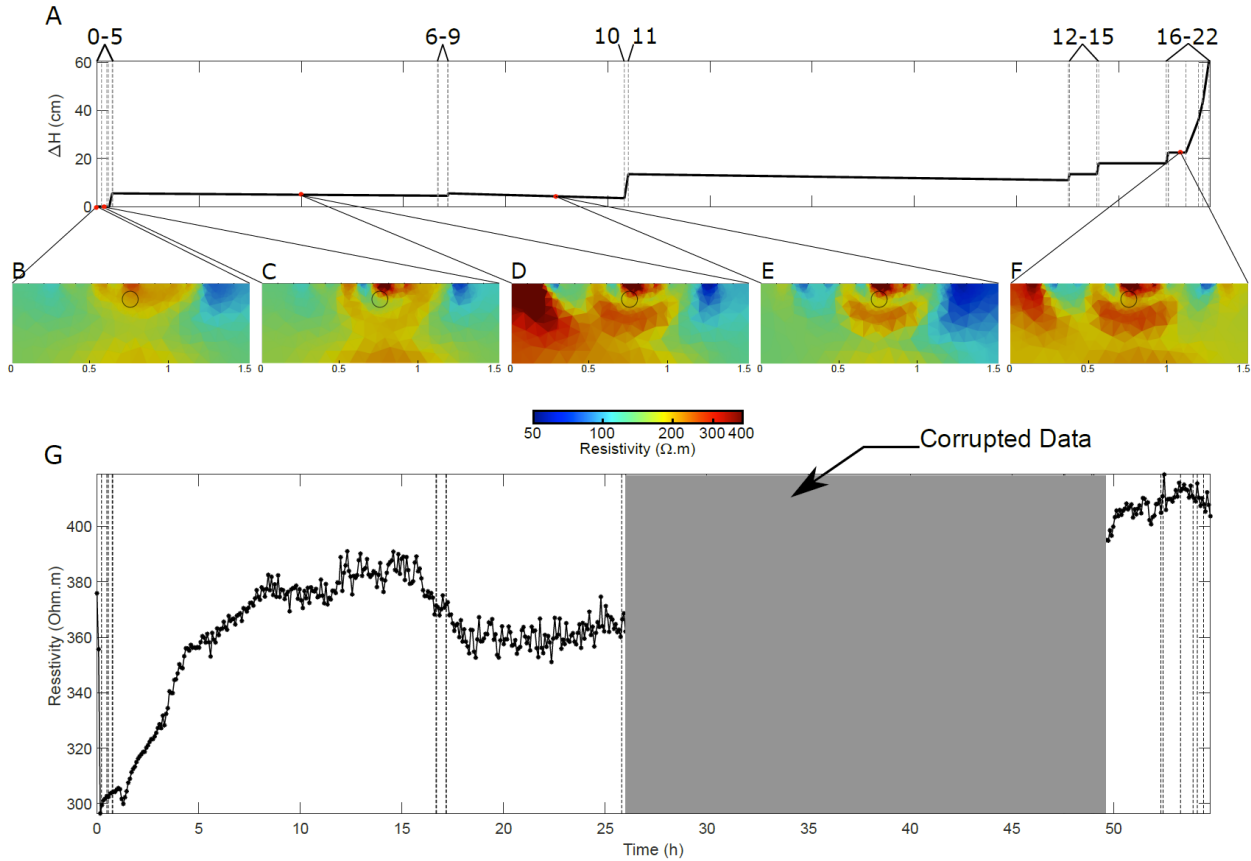 A
0-5 6-9 10 11 12-15 16-22
60
40
20
0
ΔH (cm)
B C D E F
0 0.5 1 1.5
0 0.5 1 1.5
0 0.5 1 1.5
0 0.5 1 1.5
0 0.5 1 1.5
50 100 200 300 400
Resistivity (Ω.m)
Corrupted Data
G
400
380
360
340
320
300
Resstivity (Ohm.m)
0 5 10 15 20 25 30 35 40 45 50
Time (h)